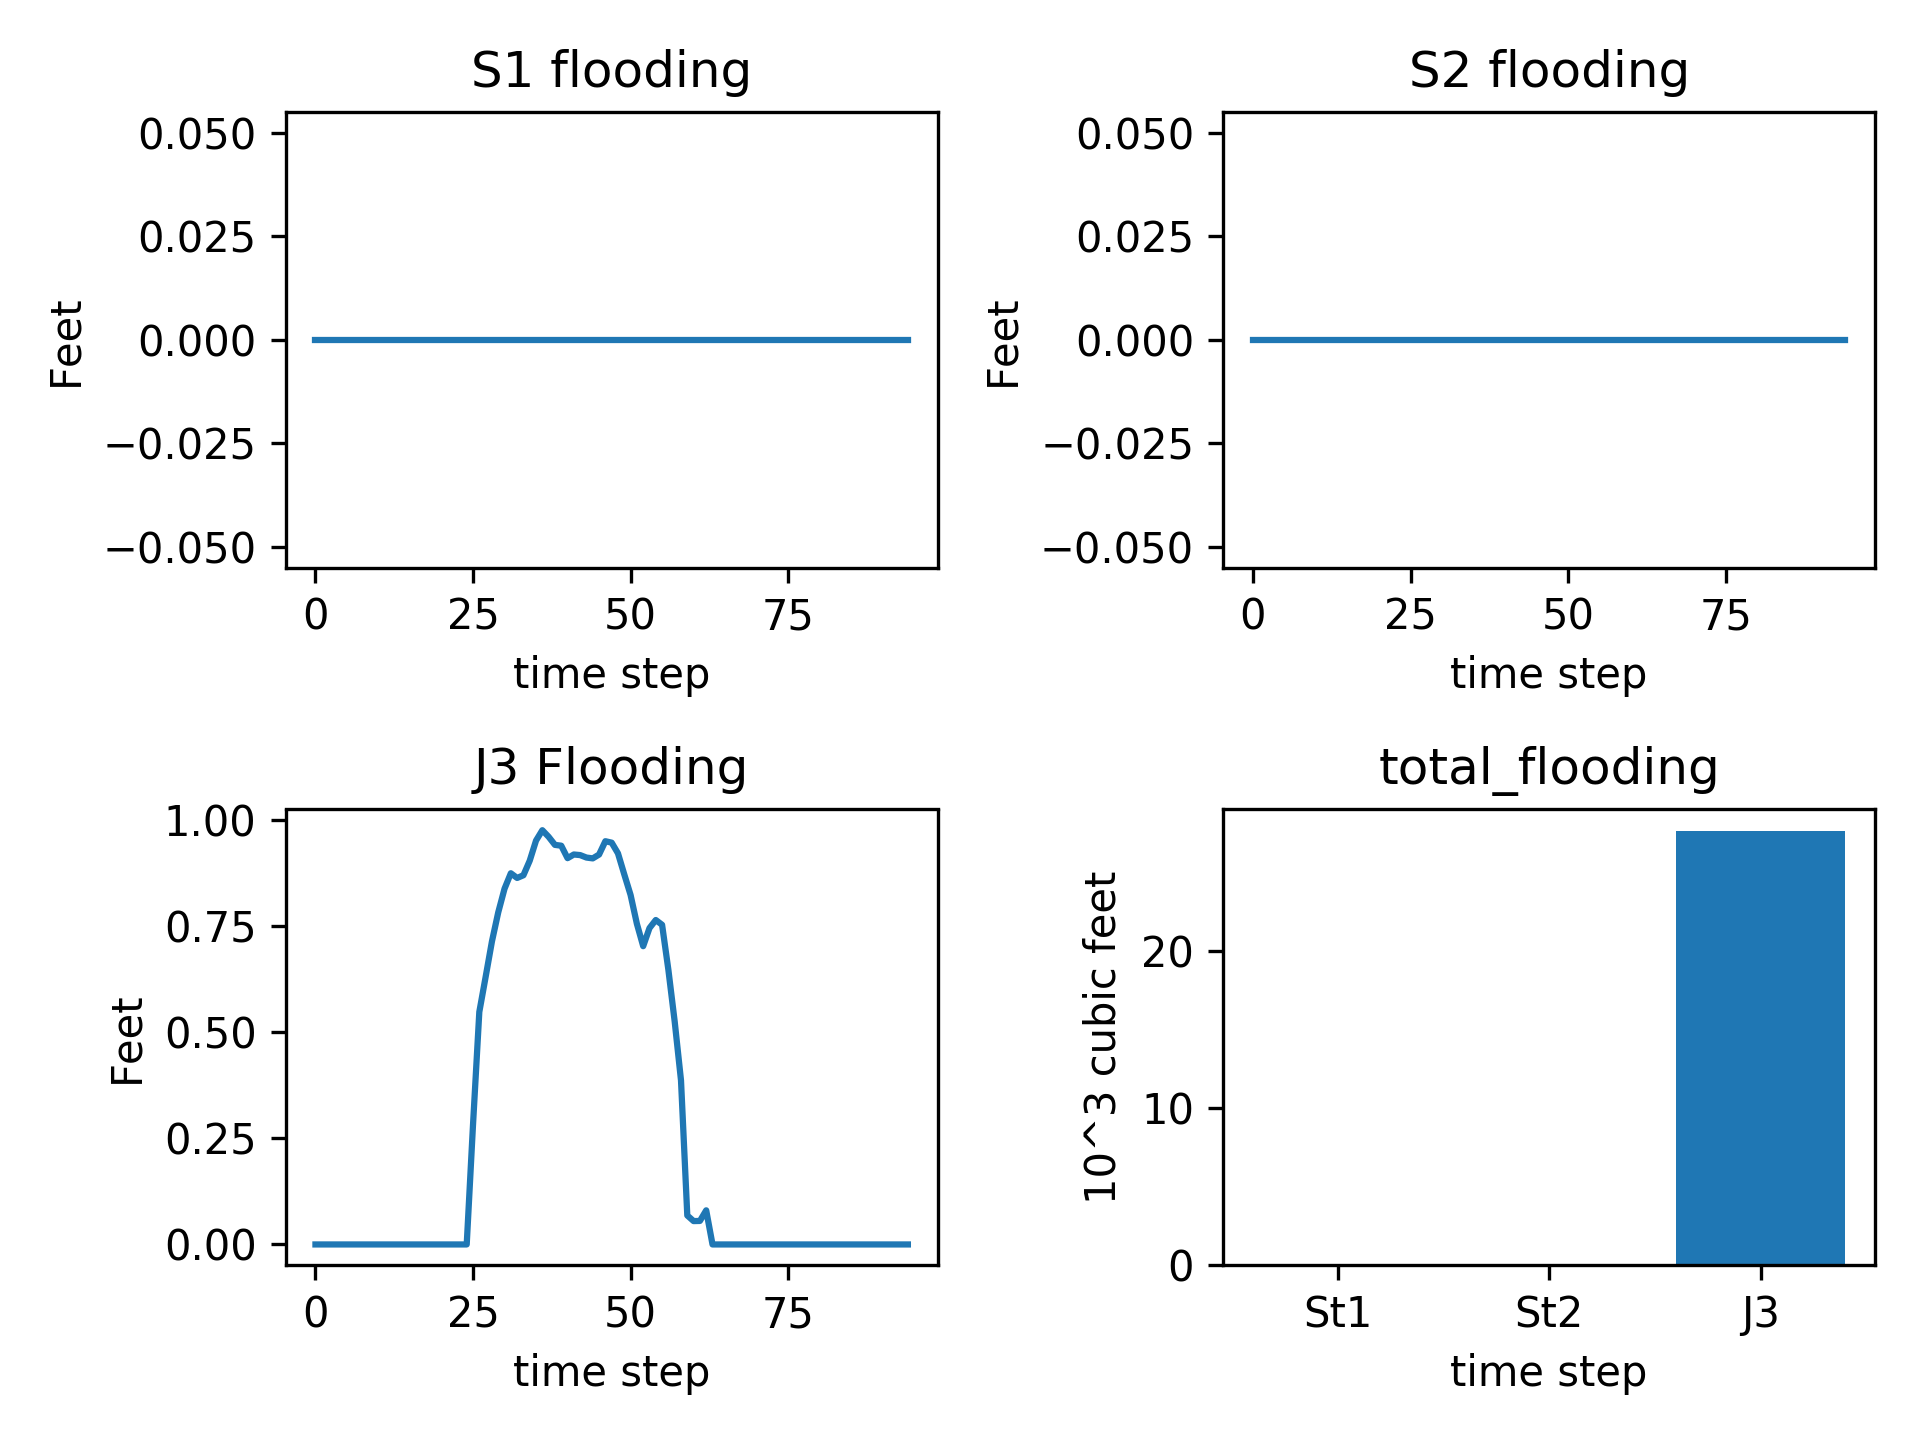 S1 flooding
0.050
0.025
0.000
−0.025
−0.050
Feet
0 25 50 75
time step
S2 flooding
0.050
0.025
0.000
−0.025
−0.050
Feet
0 25 50 75
time step
J3 Flooding
1.00
0.75
0.50
0.25
0.00
Feet
0 25 50 75
time step
total_flooding
20
10
0
10^3 cubic feet
St1 St2 J3
time step